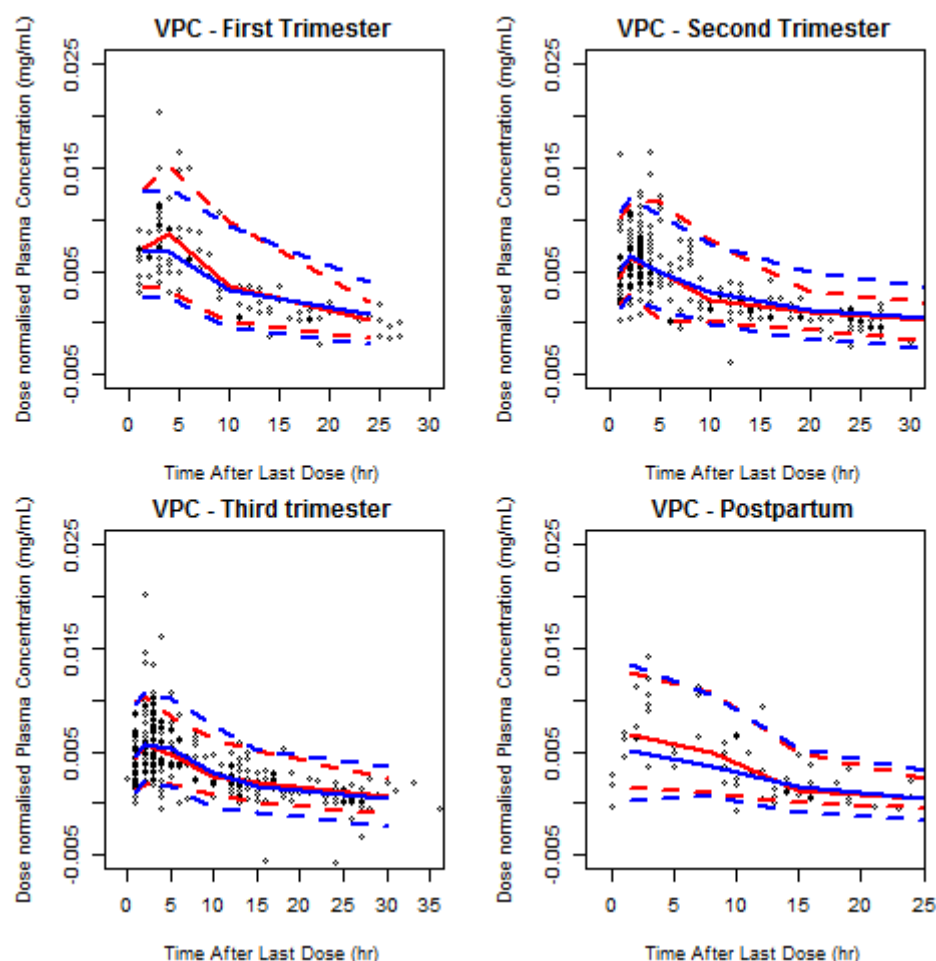 VPC - First Trimester
Dose normalised Plasma Concentration (mg/mL)
0.025
0.015
0.005
-0.005
0 5 10 15 20 25 30
Time After Last Dose (hr)
VPC - Second Trimester
Dose normalised Plasma Concentration (mg/mL)
0.025
0.015
0.005
-0.005
0 5 10 15 20 25 30
Time After Last Dose (hr)
VPC - Third trimester
Dose normalised Plasma Concentration (mg/mL)
0.025
0.015
0.005
-0.005
0 5 10 15 20 25 30 35
Time After Last Dose (hr)
VPC - Postpartum
Dose normalised Plasma Concentration (mg/mL)
0.025
0.015
0.005
-0.005
0 5 10 15 20 25
Time After Last Dose (hr)